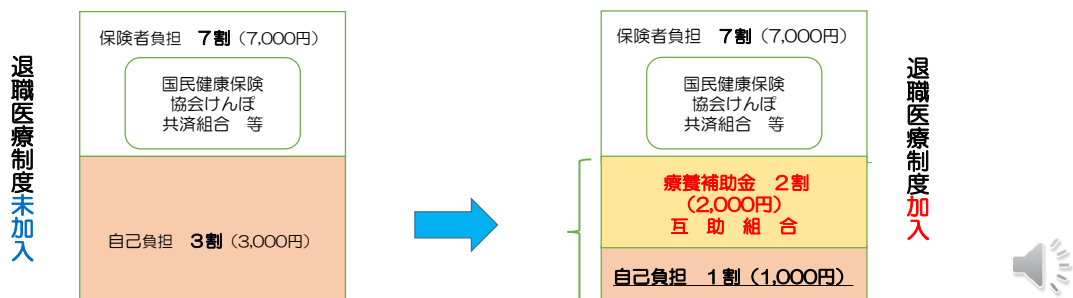 退職医療制度未加入
保険者負担　７割（7,000円）
国民健康保険
協会けんぽ
共済組合　等
自己負担　３割（3,000円）
保険者負担　７割（7,000円）
国民健康保険
協会けんぽ
共済組合　等
療養補助金　２割
（2,000円）
互　助　組　合
自己負担　１割（1,000円）
退職医療制度加入